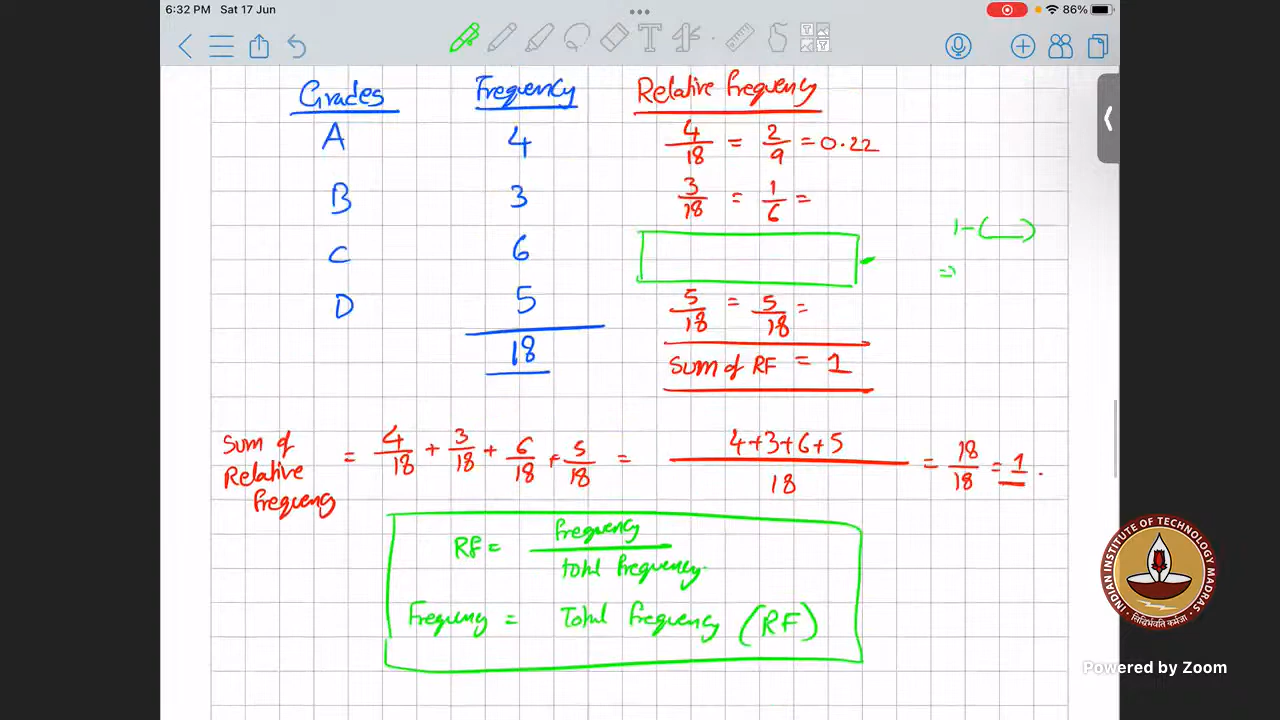 6:32 PM Sat 17 Jun
86%
Grades Frequency Relative Frequency
A 4 4/18 = 2/9 = 0.22
B 3 3/18 = 1/6 =
1-( )
C 6
=>
D 5 5/18 = 5/18 =
18 Sum of RF = 1
Sum of Relative Frequency = 4/18 + 3/18 + 6/18 + 5/18 = 4+3+6+5/18 = 18/18 = 1.
RF = Frequency/total frequency.
Frequency = Total frequency (RF)
INDIAN INSTITUTE OF TECHNOLOGY MADRAS
सिद्धिर्भवति कर्मजा
Powered by Zoom